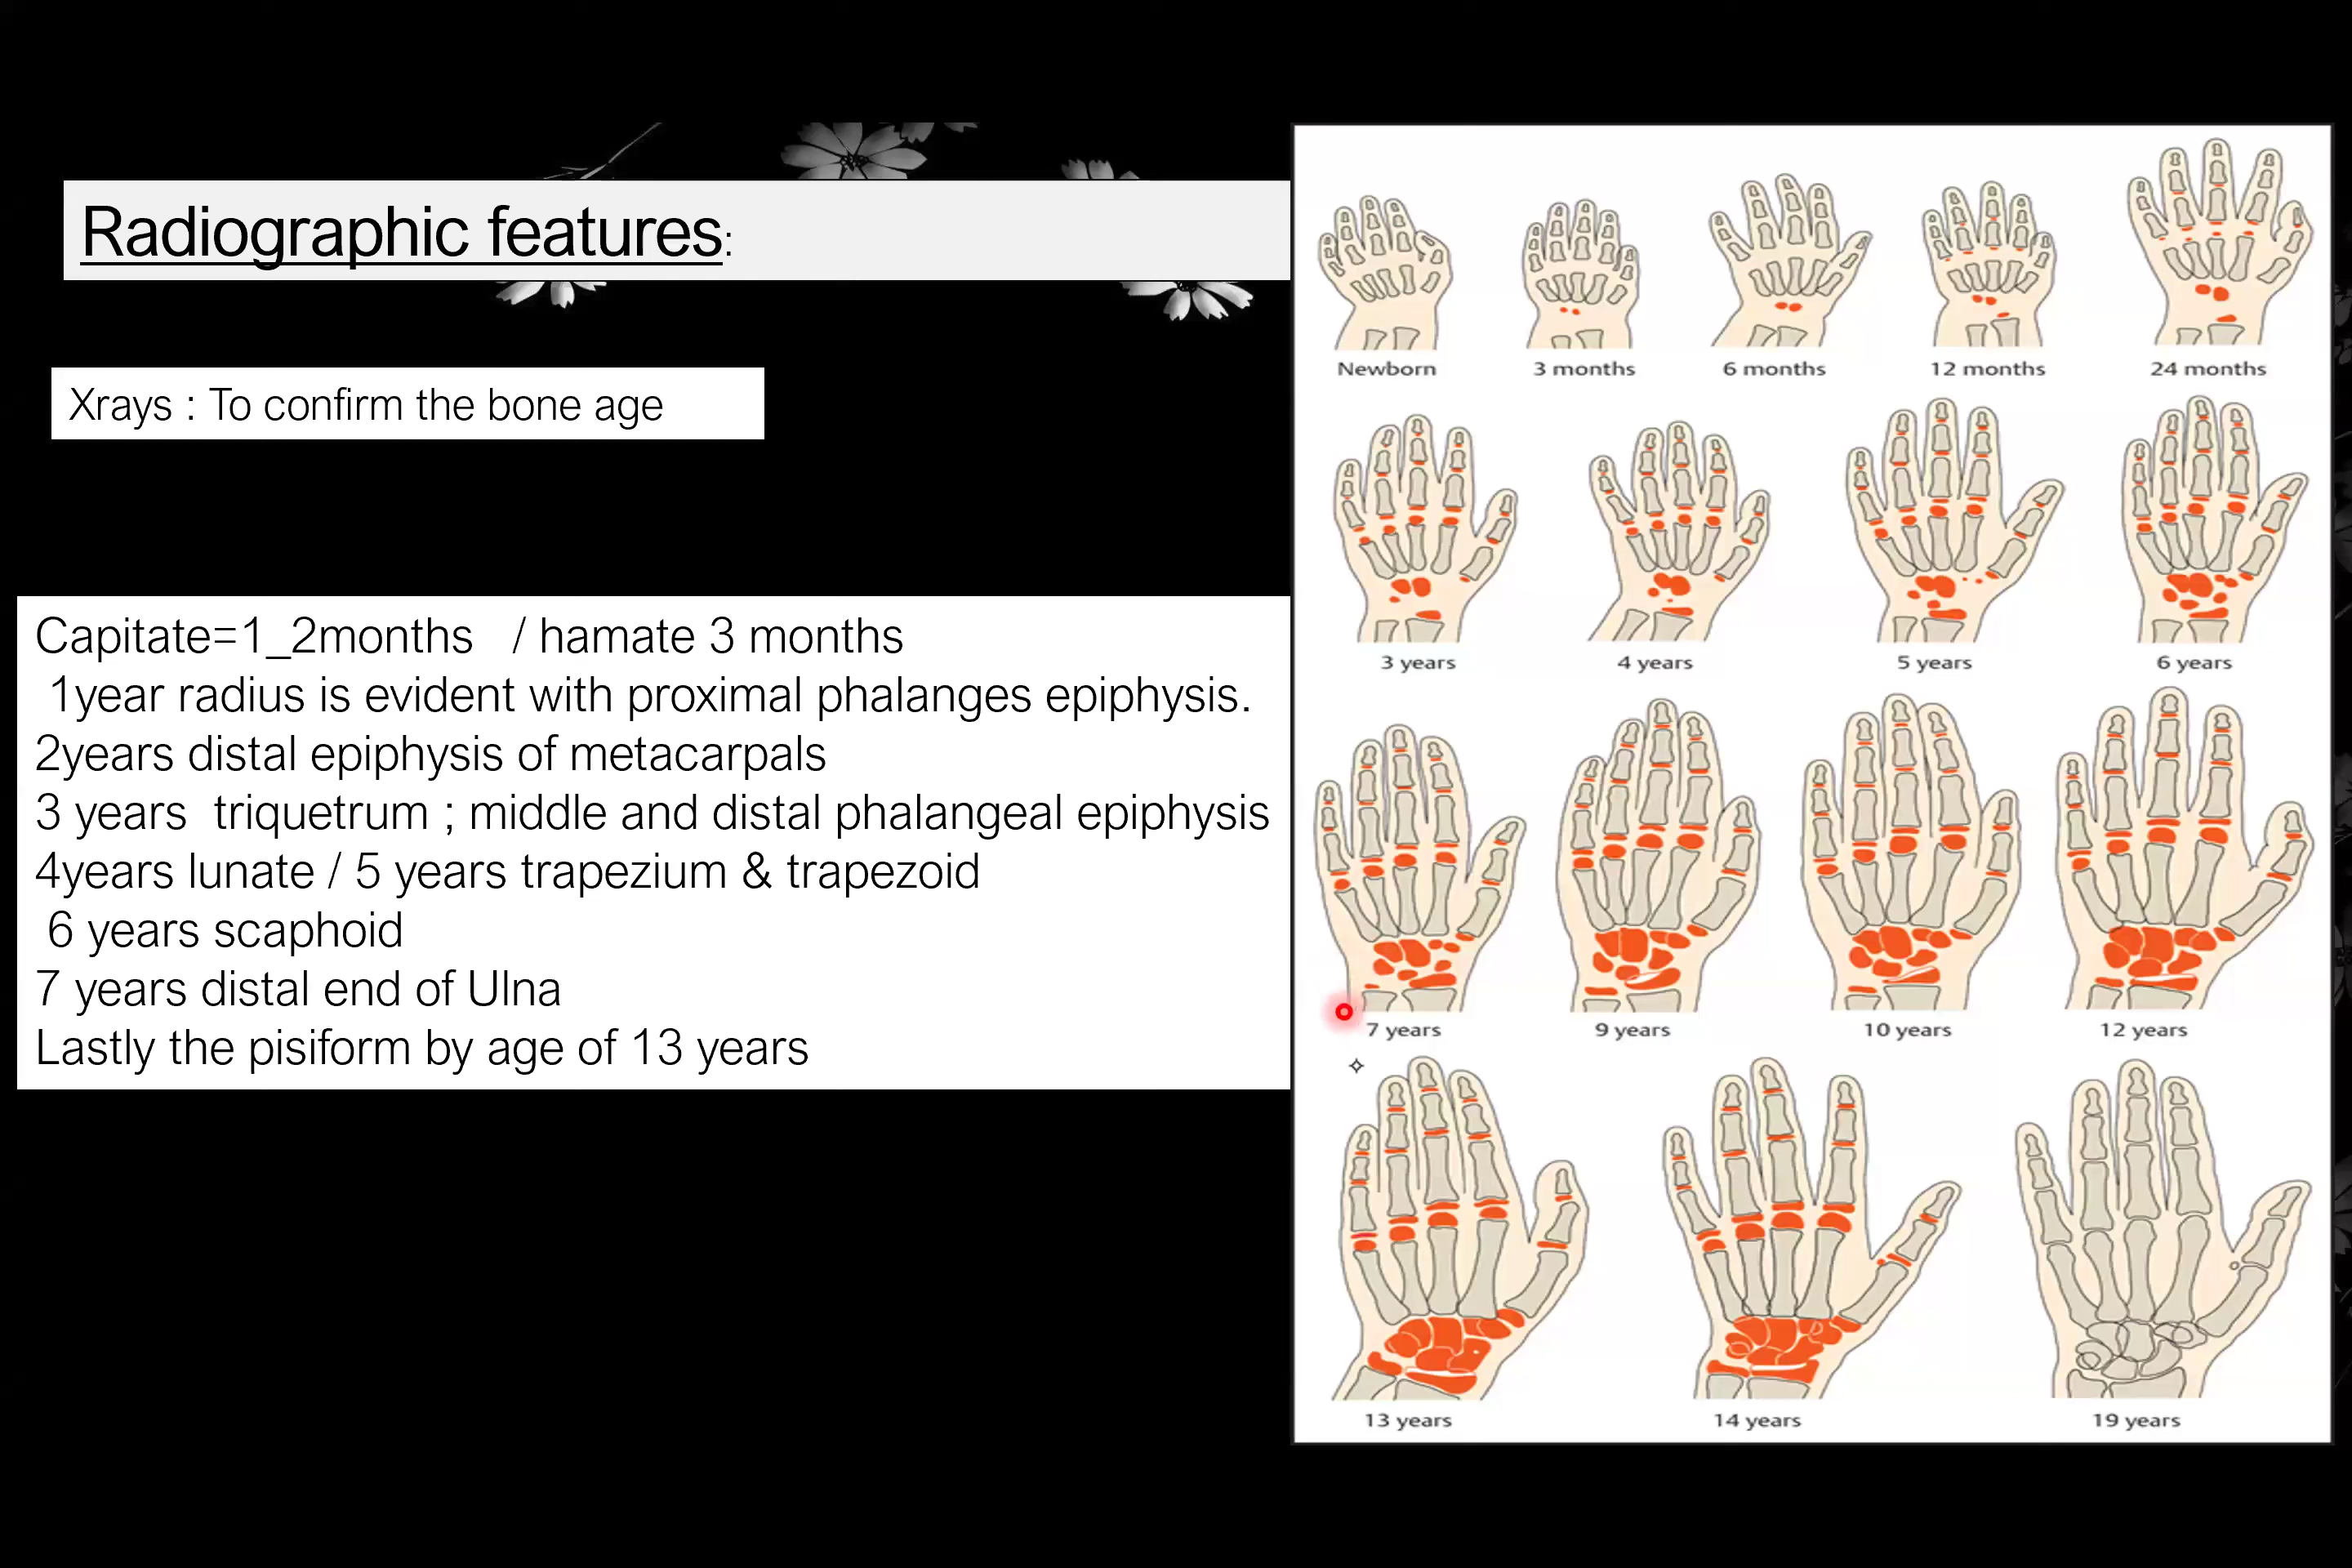 Radiographic features:
Xrays : To confirm the bone age
Capitate=1_2months / hamate 3 months
1year radius is evident with proximal phalanges epiphysis.
2years distal epiphysis of metacarpals
3 years triquetrum ; middle and distal phalangeal epiphysis
4years lunate / 5 years trapezium & trapezoid
6 years scaphoid
7 years distal end of Ulna
Lastly the pisiform by age of 13 years
Newborn 3 months 6 months 12 months 24 months
3 years 4 years 5 years 6 years
7 years 9 years 10 years 12 years
13 years 14 years 19 years